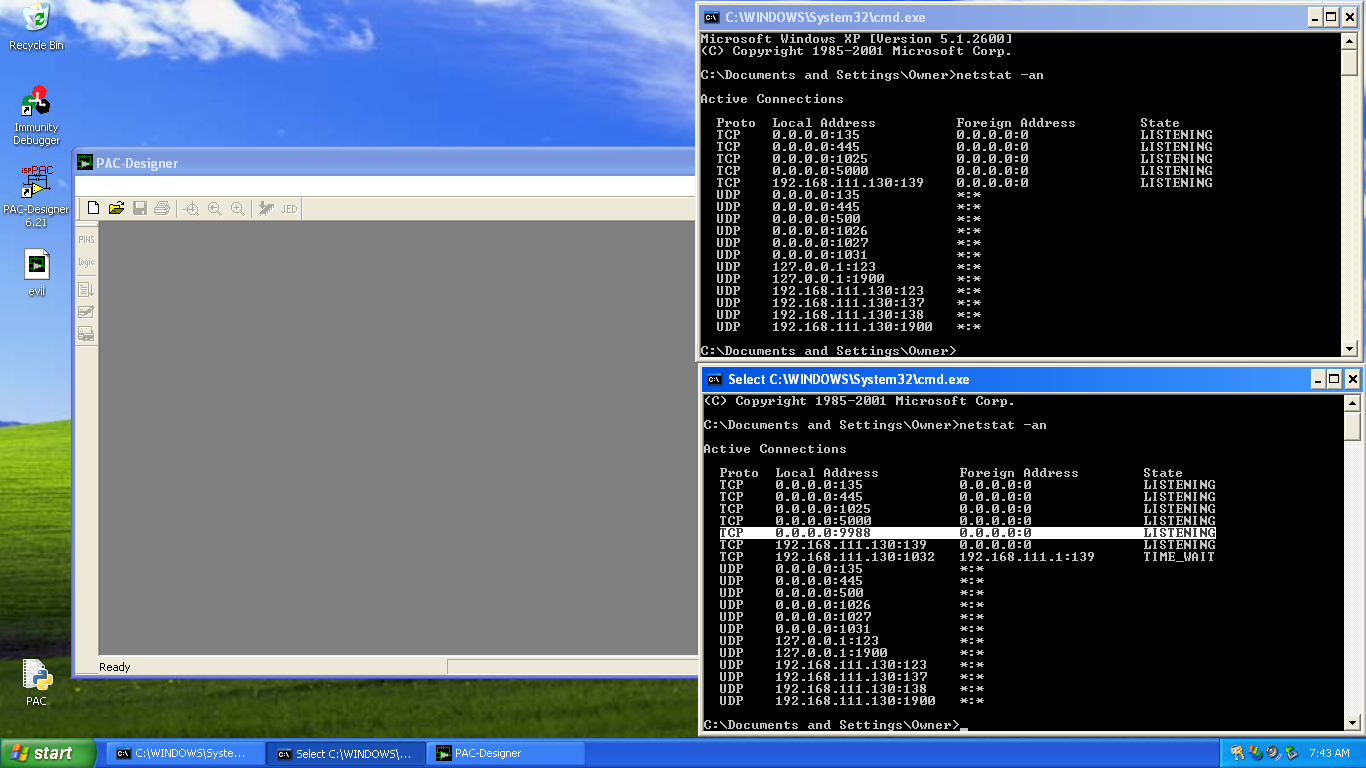 Recycle Bin
Immunity
Debugger
ispPAC
PAC-Designer
6.21
evil
PAC
PAC-Designer
JED
PINS
Logic
Ready
C:\WINDOWS\System32\cmd.exe
Microsoft Windows XP [Version 5.1.2600]
(C) Copyright 1985-2001 Microsoft Corp.
C:\Documents and Settings\Owner>netstat -an
Active Connections
Proto Local Address Foreign Address State
TCP 0.0.0.0:135 0.0.0.0:0 LISTENING
TCP 0.0.0.0:445 0.0.0.0:0 LISTENING
TCP 0.0.0.0:1025 0.0.0.0:0 LISTENING
TCP 0.0.0.0:5000 0.0.0.0:0 LISTENING
TCP 192.168.111.130:139 0.0.0.0:0 LISTENING
UDP 0.0.0.0:135 *:*
UDP 0.0.0.0:445 *:*
UDP 0.0.0.0:500 *:*
UDP 0.0.0.0:1026 *:*
UDP 0.0.0.0:1027 *:*
UDP 0.0.0.0:1031 *:*
UDP 127.0.0.1:123 *:*
UDP 127.0.0.1:1900 *:*
UDP 192.168.111.130:123 *:*
UDP 192.168.111.130:137 *:*
UDP 192.168.111.130:138 *:*
UDP 192.168.111.130:1900 *:*
C:\Documents and Settings\Owner>
Select C:\WINDOWS\System32\cmd.exe
(C) Copyright 1985-2001 Microsoft Corp.
C:\Documents and Settings\Owner>netstat -an
Active Connections
Proto Local Address Foreign Address State
TCP 0.0.0.0:135 0.0.0.0:0 LISTENING
TCP 0.0.0.0:445 0.0.0.0:0 LISTENING
TCP 0.0.0.0:1025 0.0.0.0:0 LISTENING
TCP 0.0.0.0:5000 0.0.0.0:0 LISTENING
TCP 0.0.0.0:9988 0.0.0.0:0 LISTENING
TCP 192.168.111.130:139 0.0.0.0:0 LISTENING
TCP 192.168.111.130:1032 192.168.111.1:139 TIME_WAIT
UDP 0.0.0.0:135 *:*
UDP 0.0.0.0:445 *:*
UDP 0.0.0.0:500 *:*
UDP 0.0.0.0:1026 *:*
UDP 0.0.0.0:1027 *:*
UDP 0.0.0.0:1031 *:*
UDP 127.0.0.1:123 *:*
UDP 127.0.0.1:1900 *:*
UDP 192.168.111.130:123 *:*
UDP 192.168.111.130:137 *:*
UDP 192.168.111.130:138 *:*
UDP 192.168.111.130:1900 *:*
C:\Documents and Settings\Owner>_
start
C:\WINDOWS\Syste...
Select C:\WINDOWS\...
PAC-Designer
7:43 AM